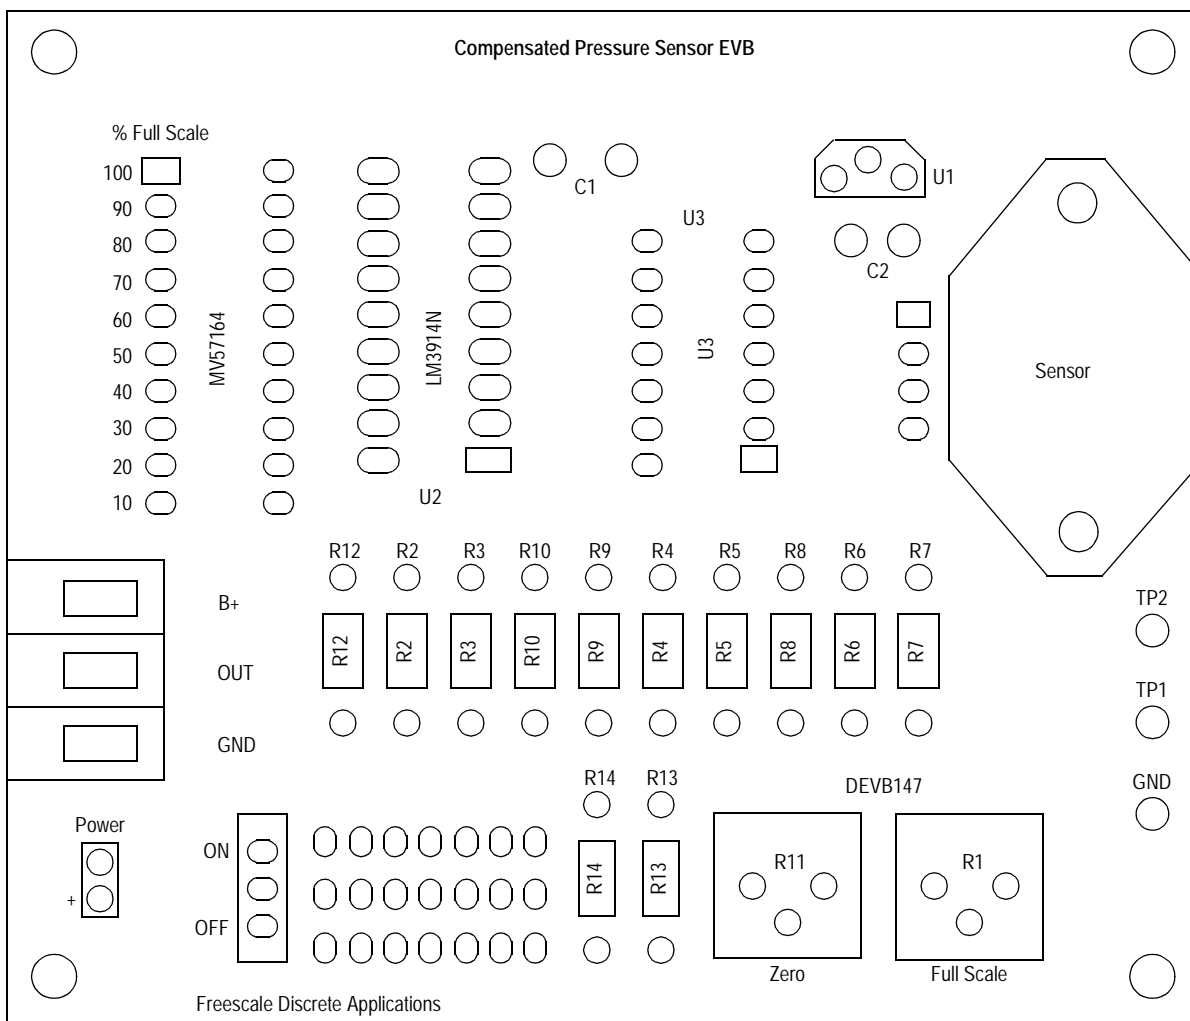 Compensated Pressure Sensor EVB
% Full Scale
100
90
80
70
60
50
40
30
20
10
MV57164
LM3914N
U2
C1
U3
U3
U1
C2
Sensor
R12 R2 R3 R10 R9 R4 R5 R8 R6 R7
R12 R2 R3 R10 R9 R4 R5 R8 R6 R7
B+
OUT
GND
TP2
TP1
GND
R14 R13
R14 R13
DEVB147
R11
Zero
R1
Full Scale
Power
+
ON
OFF
Freescale Discrete Applications